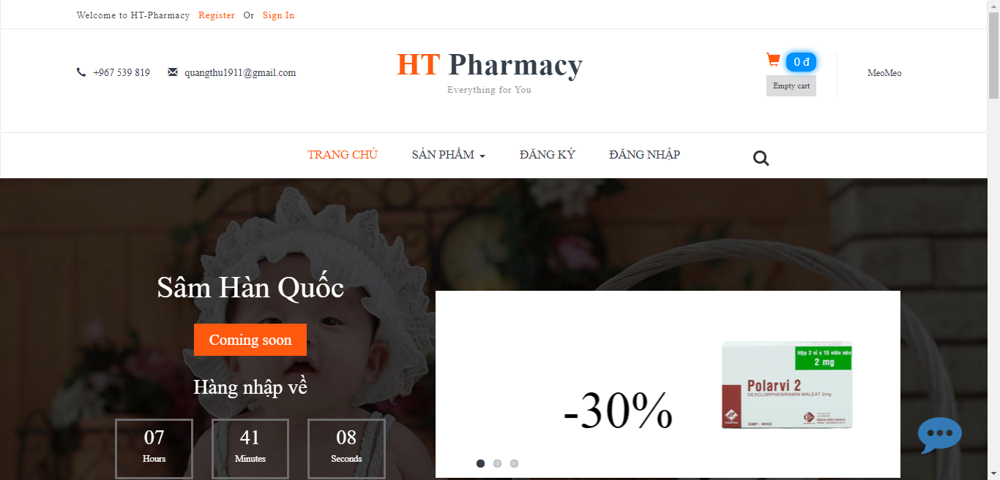 Welcome to HT-Pharmacy Register Or Sign In
+967 539 819 quangthu1911@gmail.com
HT Pharmacy
Everything for You
0 đ
Empty cart
MeoMeo
TRANG CHỦ SẢN PHẨM ĐĂNG KÝ ĐĂNG NHẬP
Sâm Hàn Quốc
Coming soon
Hàng nhập về
07 41 08
Hours Minutes Seconds
-30%
Hộp 2 vỉ x 15 viên nén
2 mg
Polarvi 2
DEXCLORPHENIRAMIN MALEAT 2mg
GMP - WHO